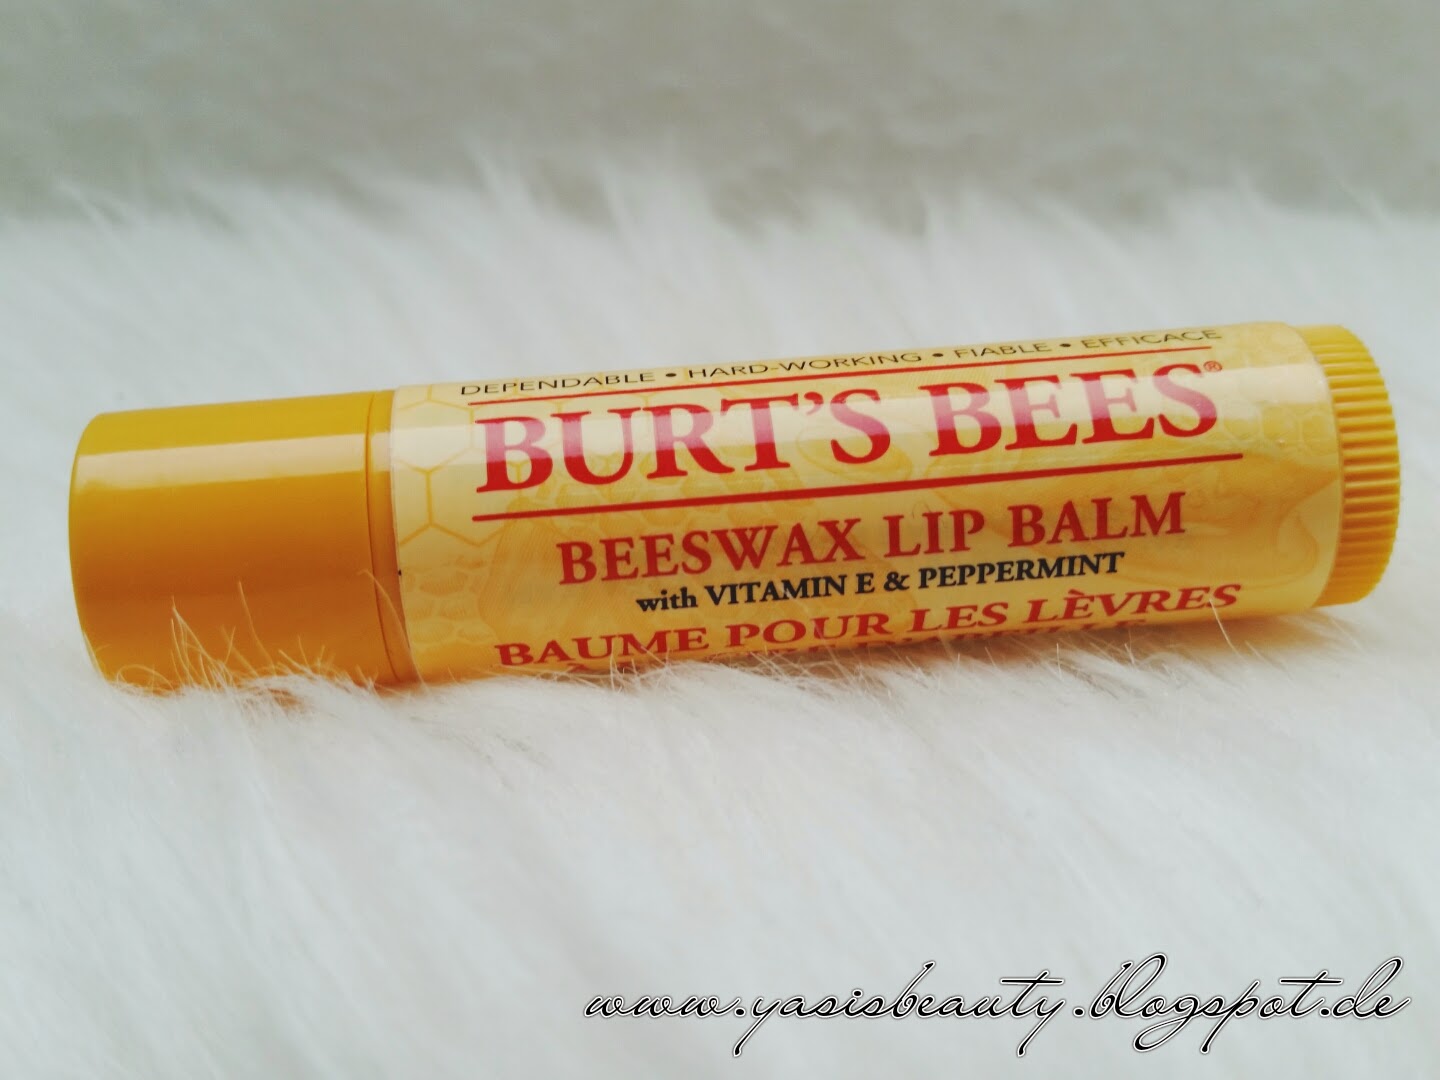 DEPENDABLE • HARD-WORKING • FIABLE • EFFICACE
BURT'S BEES®
BEESWAX LIP BALM
with VITAMIN E & PEPPERMINT
BAUME POUR LES LÈVRES
www.yasisbeauty.blogspot.de